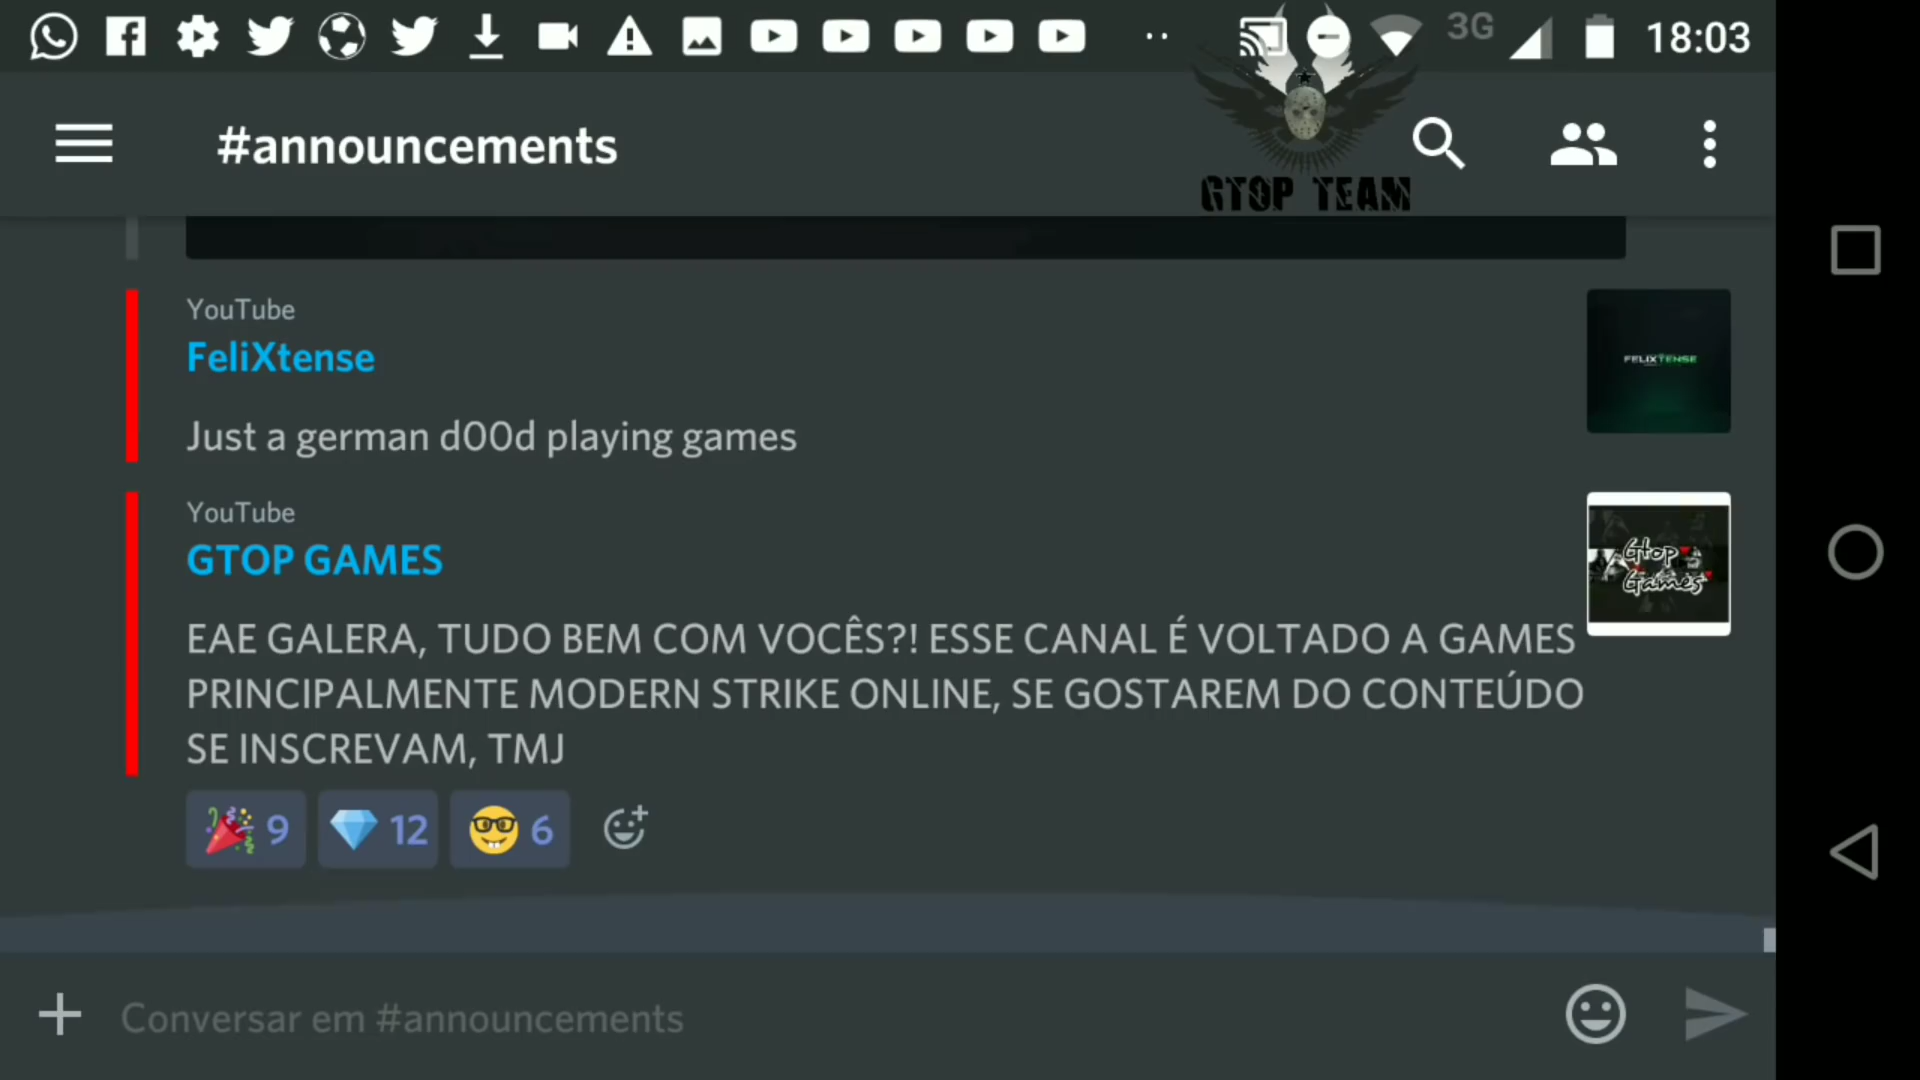 3G 18:03
#announcements
GTOP TEAM
YouTube
FeliXtense
FELIXTENSE
Just a german d00d playing games
YouTube
GTOP GAMES
Gtop
Games
EAE GALERA, TUDO BEM COM VOCÊS?! ESSE CANAL É VOLTADO A GAMES
PRINCIPALMENTE MODERN STRIKE ONLINE, SE GOSTAREM DO CONTEÚDO
SE INSCREVAM, TMJ
9 12 6
Conversar em #announcements